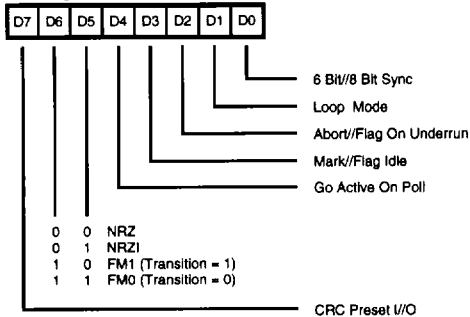 D7 D6 D5 D4 D3 D2 D1 D0
6 Bit//8 Bit Sync
Loop Mode
Abort//Flag On Underrun
Mark//Flag Idle
Go Active On Poll
0 0 NRZ
0 1 NRZI
1 0 FM1 (Transition = 1)
1 1 FM0 (Transition = 0)
CRC Preset I//O